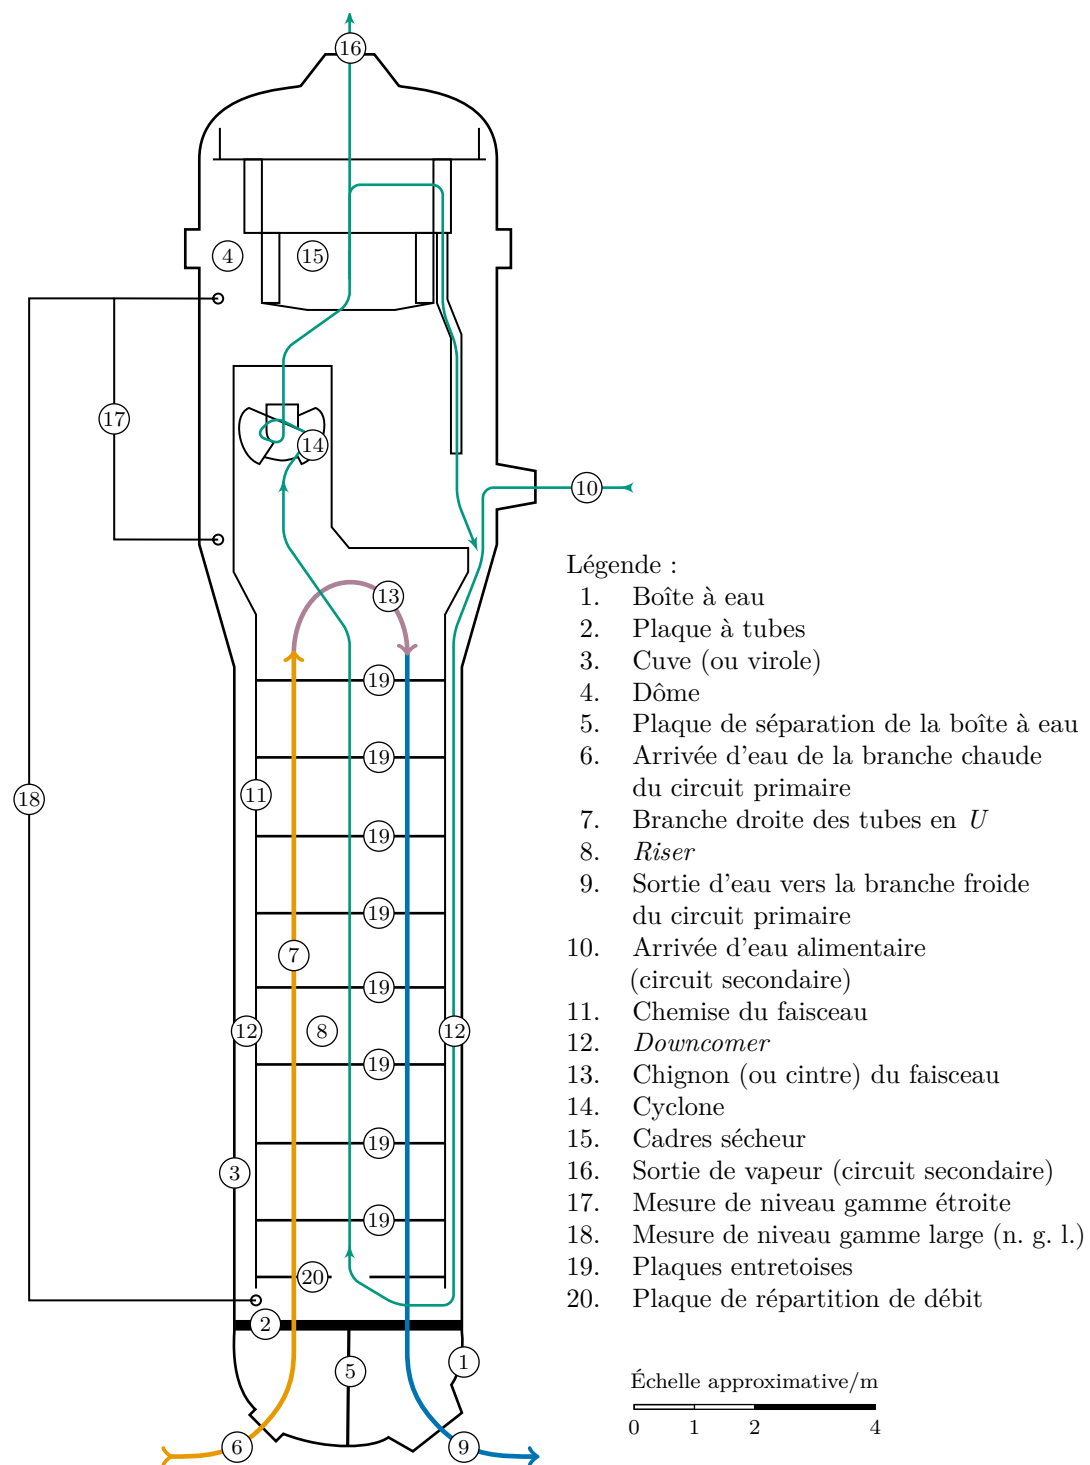 16
4
15
17
14
10
13
19
19
18
11
19
19
7
19
12
8
12
19
19
3
19
20
2
1
5
6
9
Légende :
1. Boîte à eau
2. Plaque à tubes
3. Cuve (ou virole)
4. Dôme
5. Plaque de séparation de la boîte à eau
6. Arrivée d'eau de la branche chaude
du circuit primaire
7. Branche droite des tubes en U
8. Riser
9. Sortie d'eau vers la branche froide
du circuit primaire
10. Arrivée d'eau alimentaire
(circuit secondaire)
11. Chemise du faisceau
12. Downcomer
13. Chignon (ou cintre) du faisceau
14. Cyclone
15. Cadres sécheur
16. Sortie de vapeur (circuit secondaire)
17. Mesure de niveau gamme étroite
18. Mesure de niveau gamme large (n. g. l.)
19. Plaques entretoises
20. Plaque de répartition de débit
Échelle approximative/m
0 1 2 4